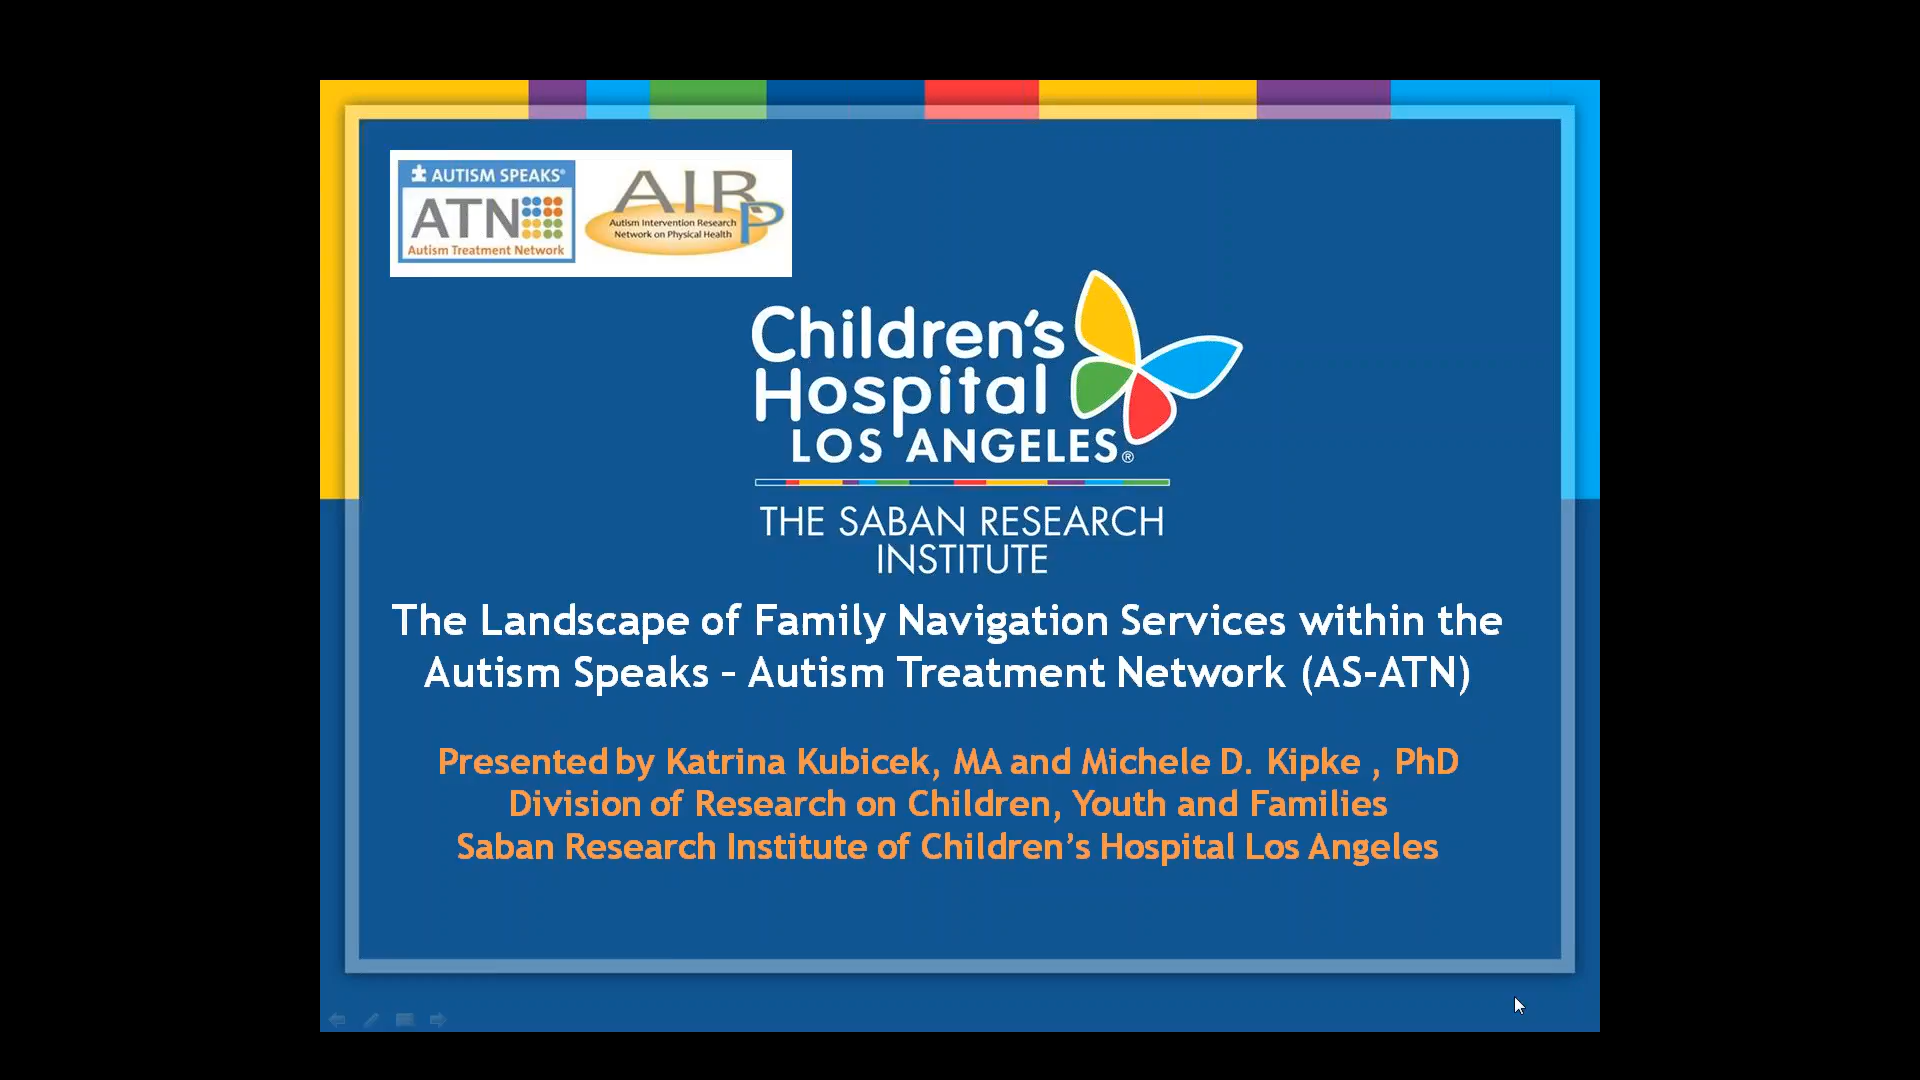 AUTISM SPEAKS®
ATN
Autism Treatment Network
AIR P
Autism Intervention Research
Network on Physical Health
Children's
Hospital
LOS ANGELES®
THE SABAN RESEARCH
INSTITUTE
The Landscape of Family Navigation Services within the
Autism Speaks – Autism Treatment Network (AS-ATN)
Presented by Katrina Kubicek, MA and Michele D. Kipke , PhD
Division of Research on Children, Youth and Families
Saban Research Institute of Children’s Hospital Los Angeles